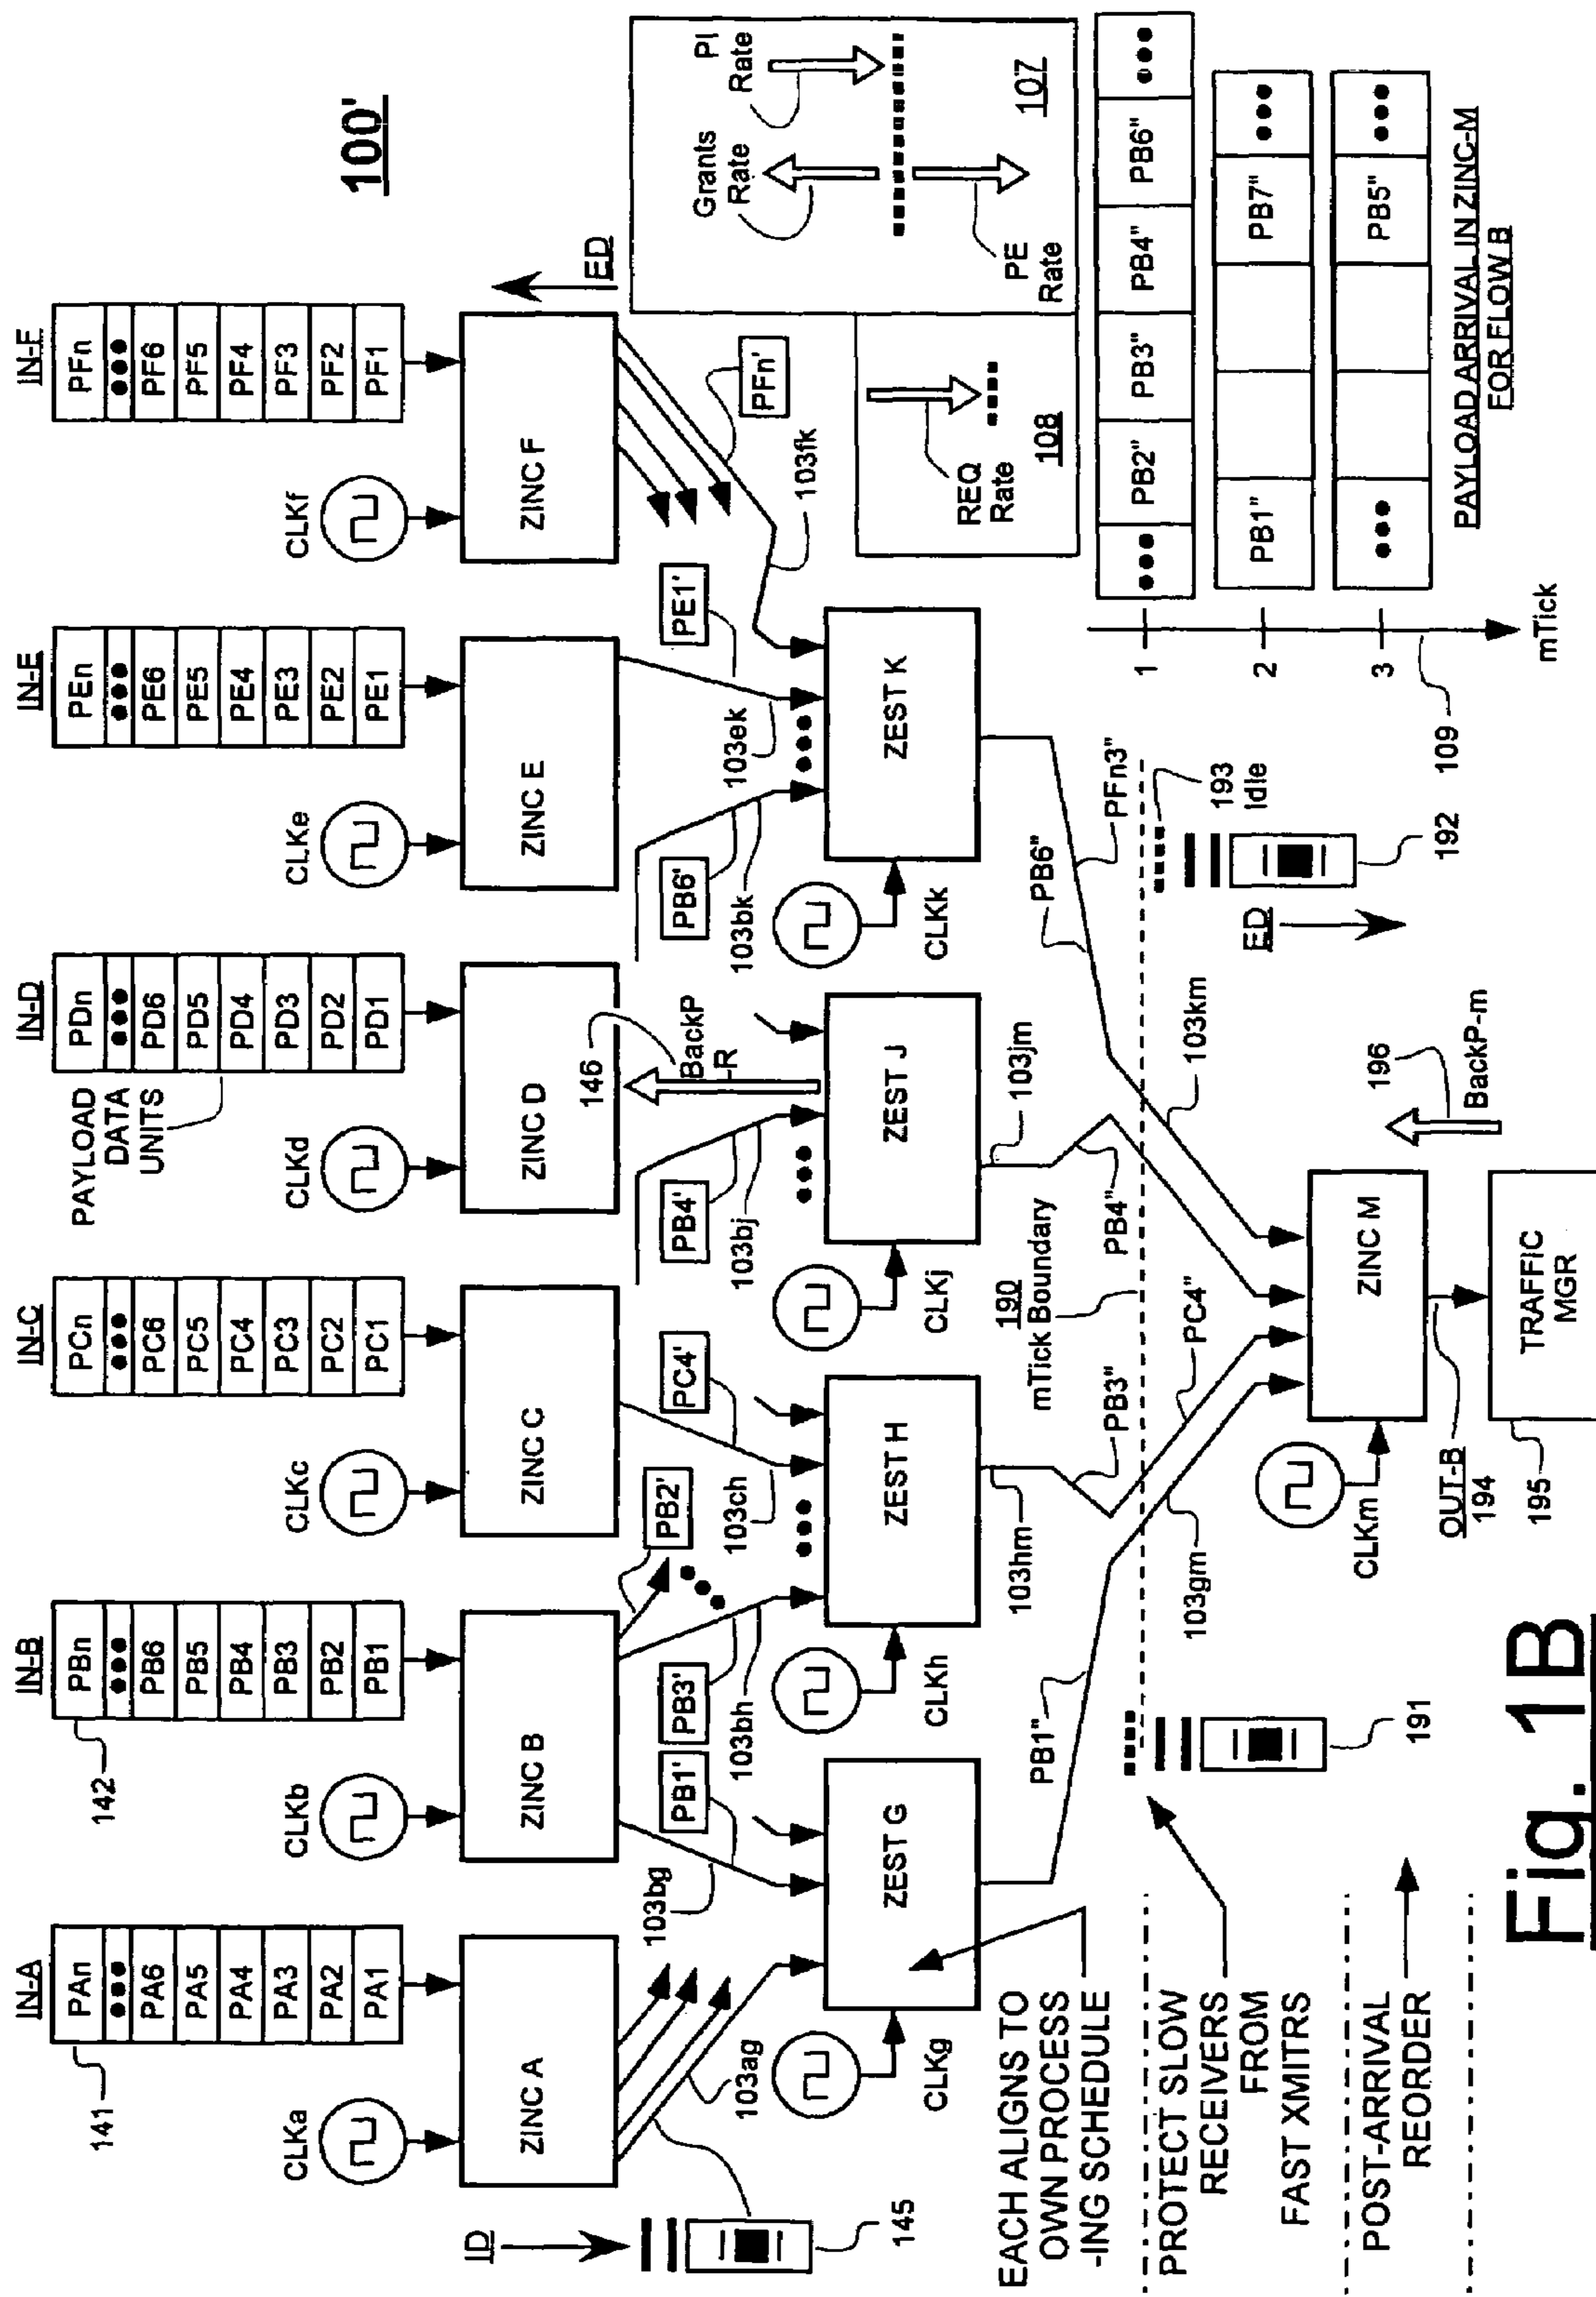 100'
IN-A
IN-B
IN-C
IN-D
IN-E
IN-F
PAn
PA6
PA5
PA4
PA3
PA2
PA1
141
PBn
PB6
PB5
PB4
PB3
PB2
PB1
142
PCn
PC6
PC5
PC4
PC3
PC2
PC1
PAYLOAD
DATA
UNITS
PDn
PD6
PD5
PD4
PD3
PD2
PD1
PEn
PE6
PE5
PE4
PE3
PE2
PE1
PFn
PF6
PF5
PF4
PF3
PF2
PF1
CLKa
CLKb
CLKc
CLKd
CLKe
CLKf
ZINC A
ZINC B
ZINC C
ZINC D
ZINC E
ZINC F
ID
145
103ag
103bg
PB1'
PB3'
103bh
PB2'
PC4'
103ch
PB4'
103bj
146
BackP
R
PB6'
103bk
103ek
PE1'
103fk
PFn'
ED
Grants
Rate
PI
Rate
PE
Rate
107
REQ
Rate
108
CLKg
ZEST G
CLKh
ZEST H
CLKj
ZEST J
CLKk
ZEST K
EACH ALIGNS TO
OWN PROCESS
-ING SCHEDULE
PROTECT SLOW
RECEIVERS
FROM
FAST XMITRS
POST-ARRIVAL
REORDER
PB1"
103hm
PB3"
103jm
PB4"
PB6"
PFn3"
190
mTick Boundary
PC4"
103gm
103km
191
193
Idle
192
ED
CLKm
ZINC M
196
BackP-m
OUT-B
194
195
TRAFFIC
MGR
1
PB2"
PB3"
PB4"
PB6"
2
PB1"
PB7"
3
PB5"
109
mTick
PAYLOAD ARRIVAL IN ZINC-M
FOR FLOW B
Fig. 1B